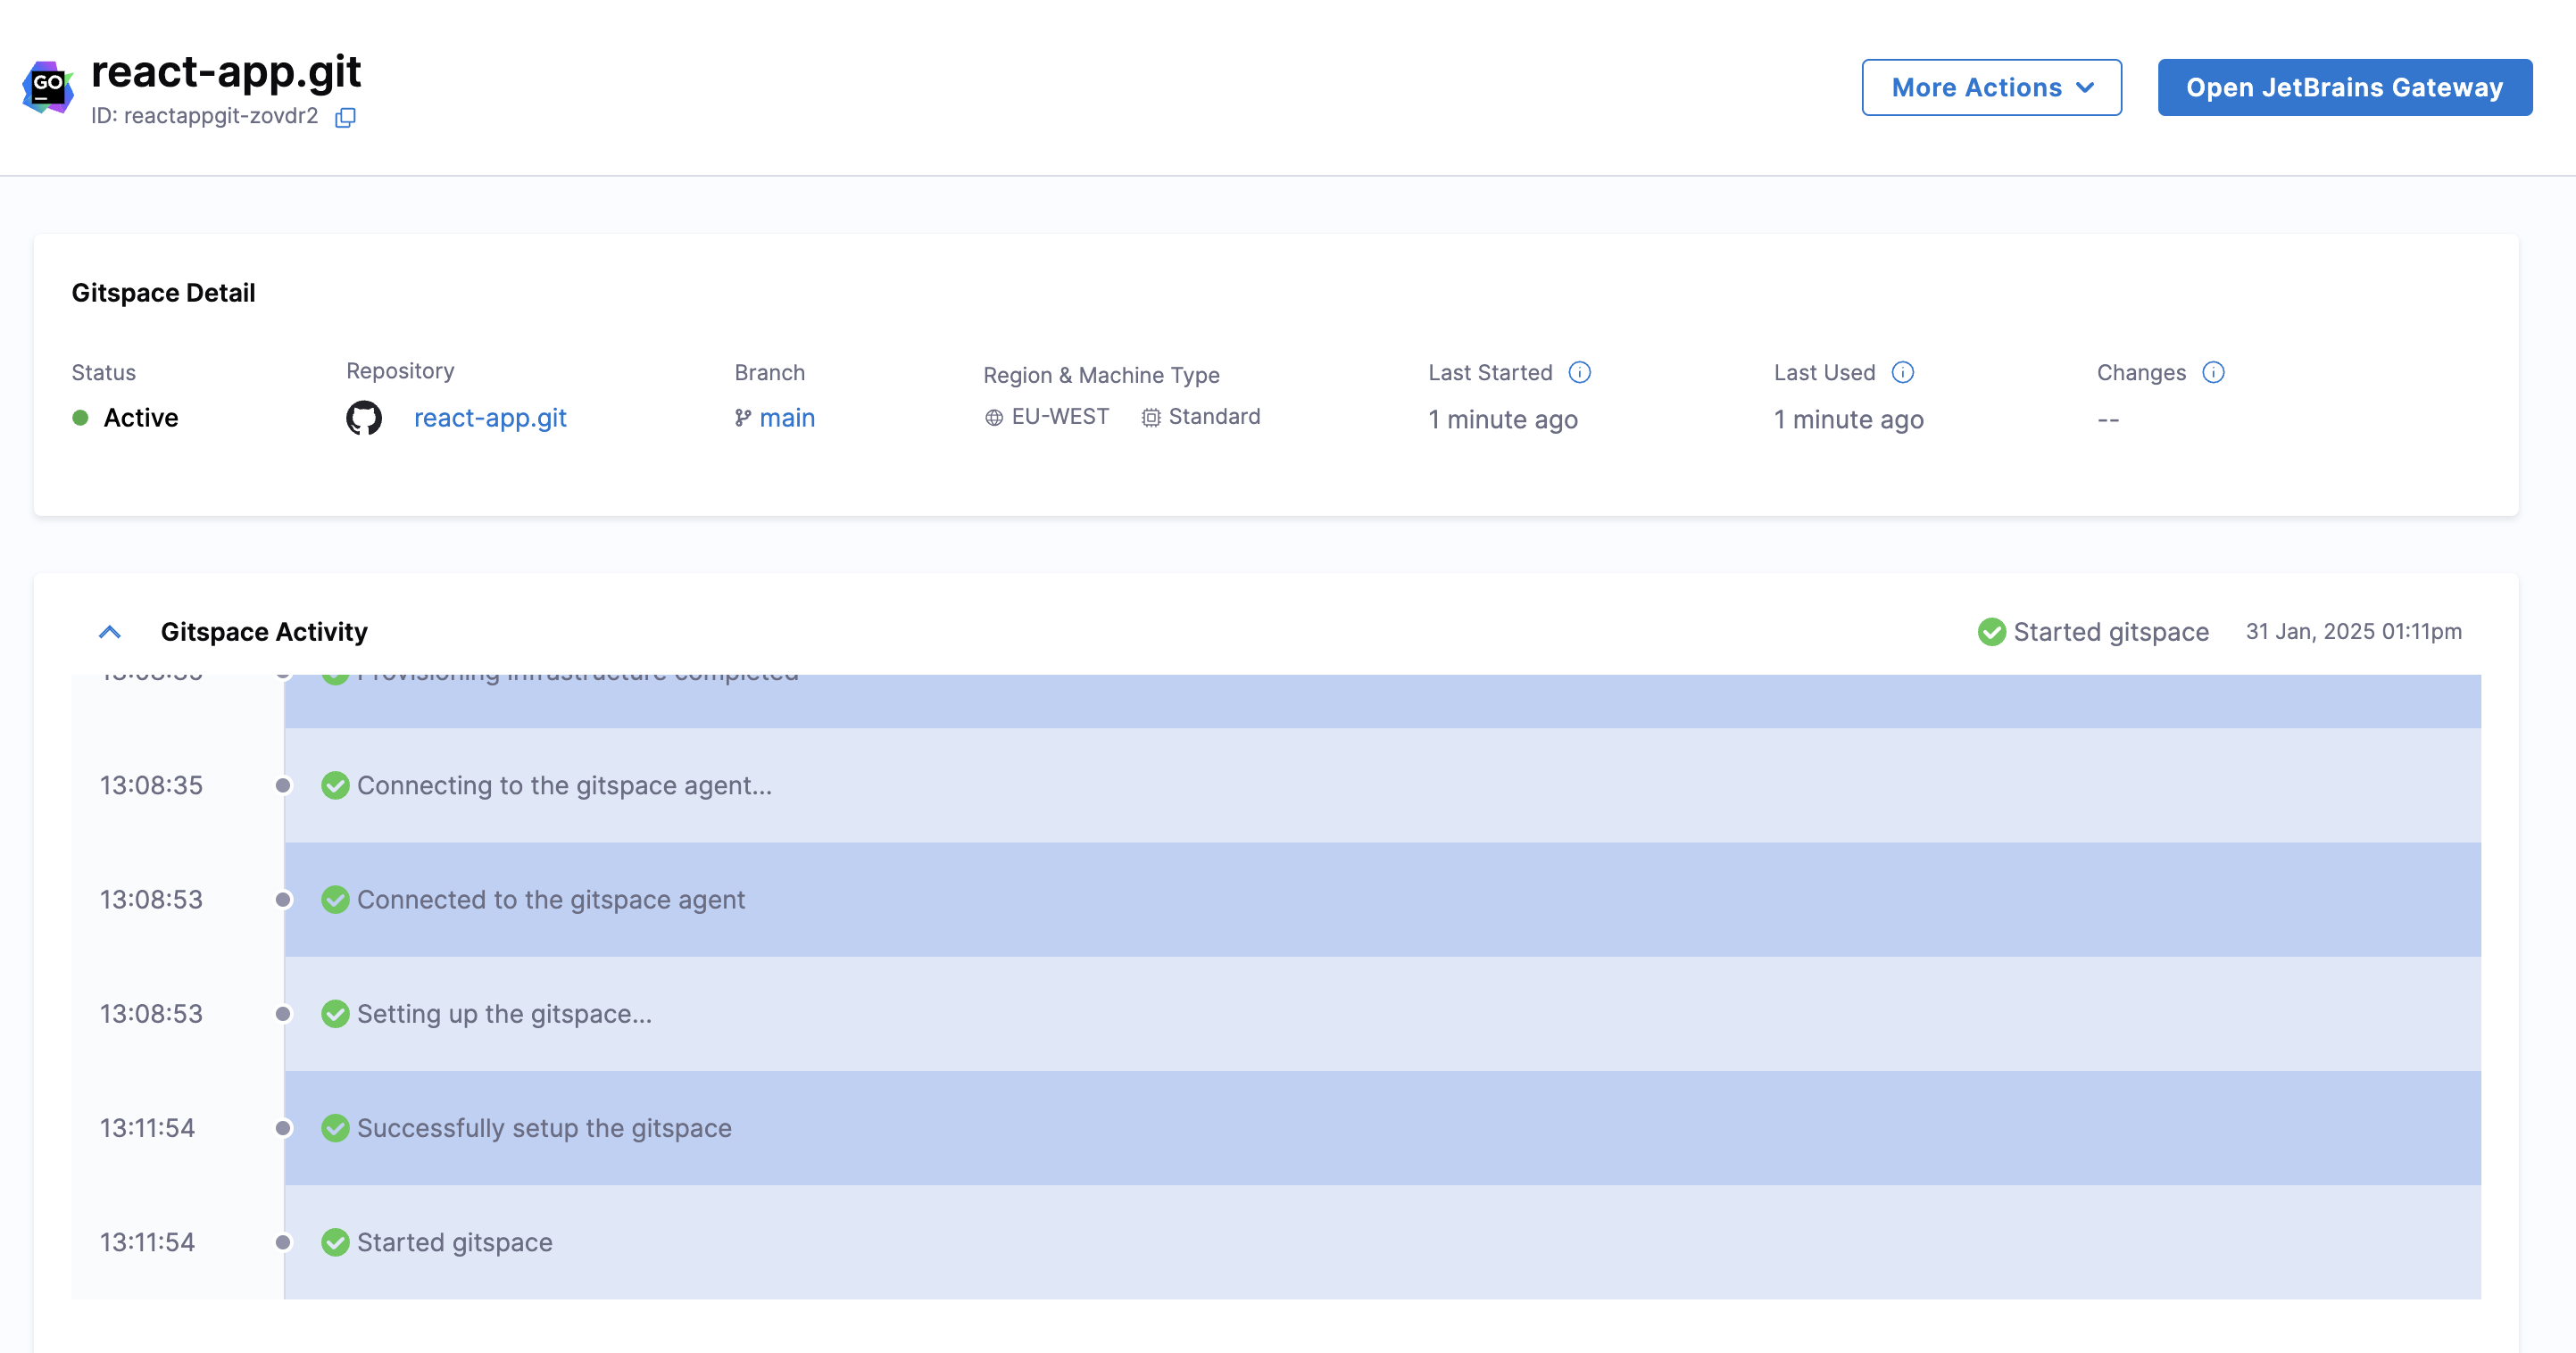 GO
react-app.git
ID: reactappgit-zovdr2
More Actions
Open JetBrains Gateway
Gitspace Detail
Status
Repository
Branch
Region & Machine Type
Last Started
Last Used
Changes
Active
react-app.git
main
EU-WEST
Standard
1 minute ago
1 minute ago
--
Gitspace Activity
Started gitspace
31 Jan, 2025 01:11pm
Provisioning infrastructure completed
13:08:35 Connecting to the gitspace agent...
13:08:53 Connected to the gitspace agent
13:08:53 Setting up the gitspace...
13:11:54 Successfully setup the gitspace
13:11:54 Started gitspace